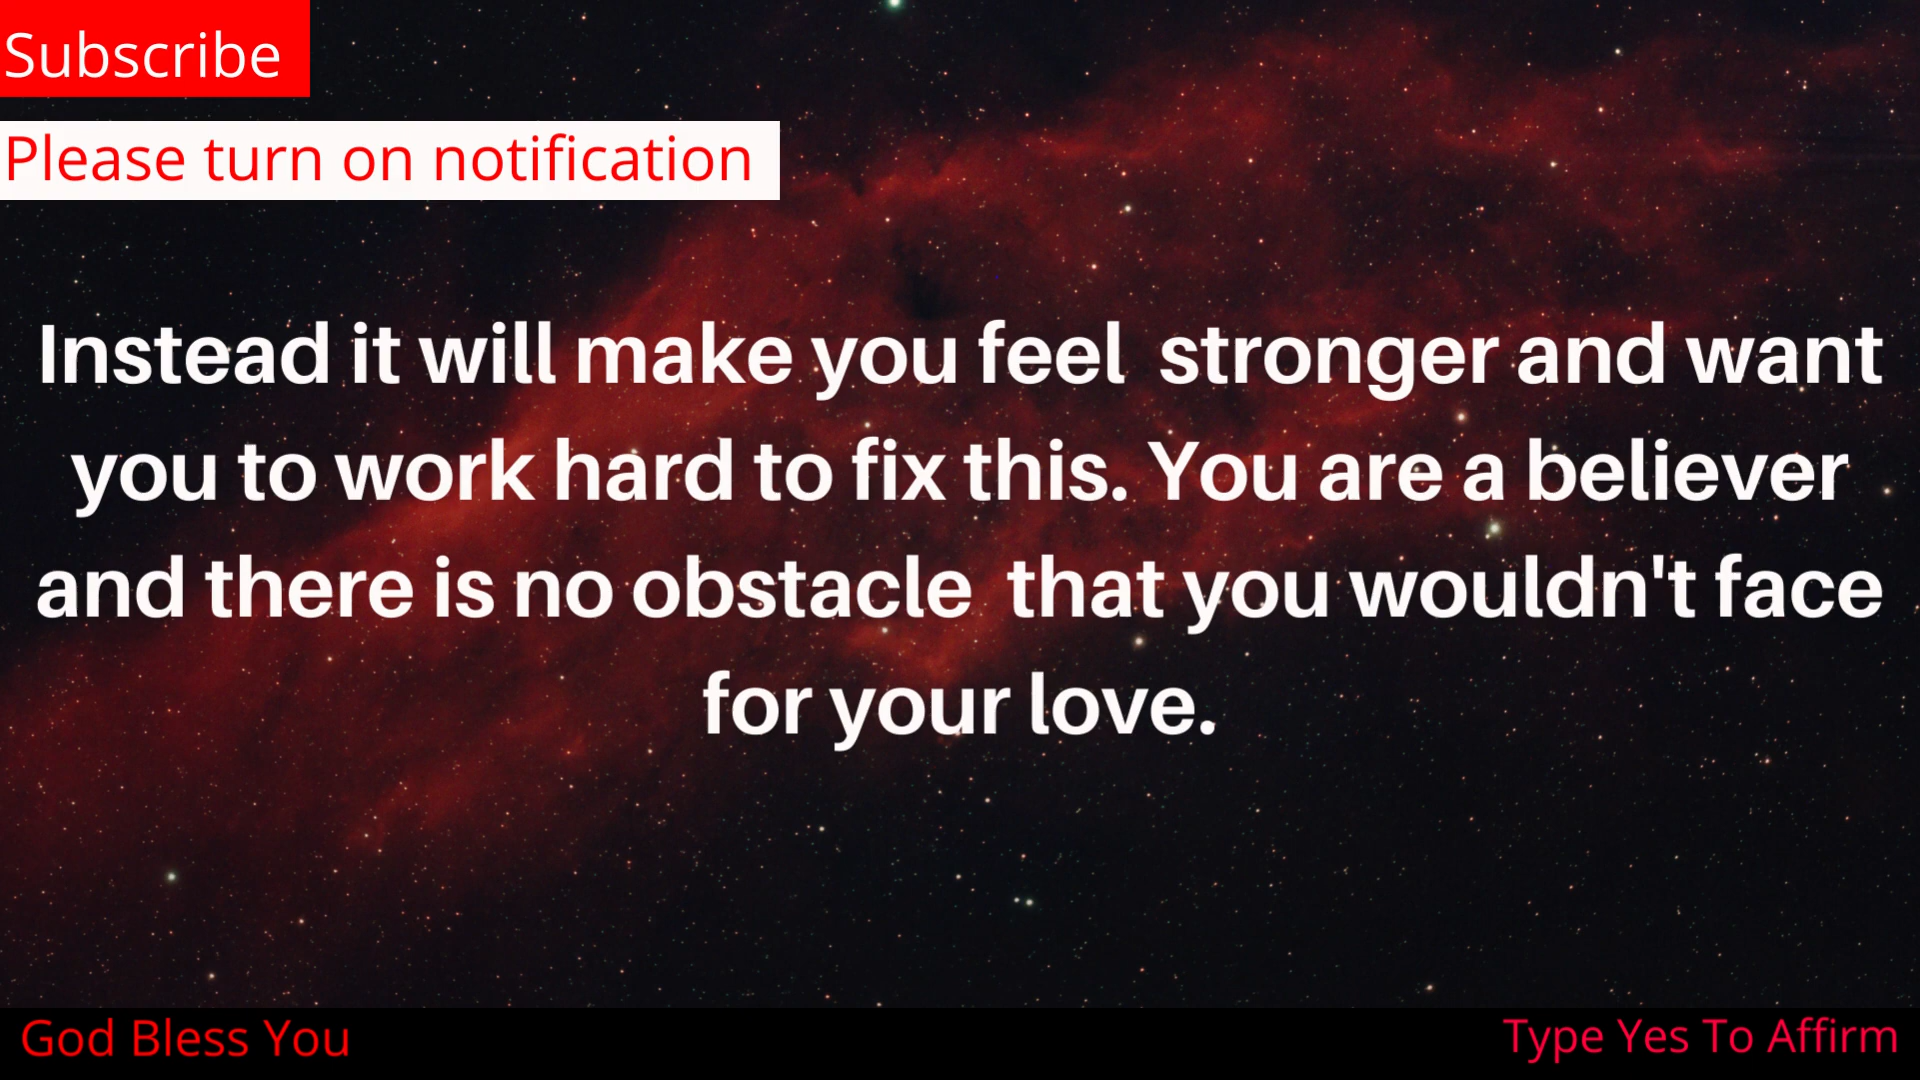 Subscribe
Please turn on notification
Instead it will make you feel  stronger and want
you to work hard to fix this. You are a believer
and there is no obstacle  that you wouldn't face
for your love.
God Bless You
Type Yes To Affirm